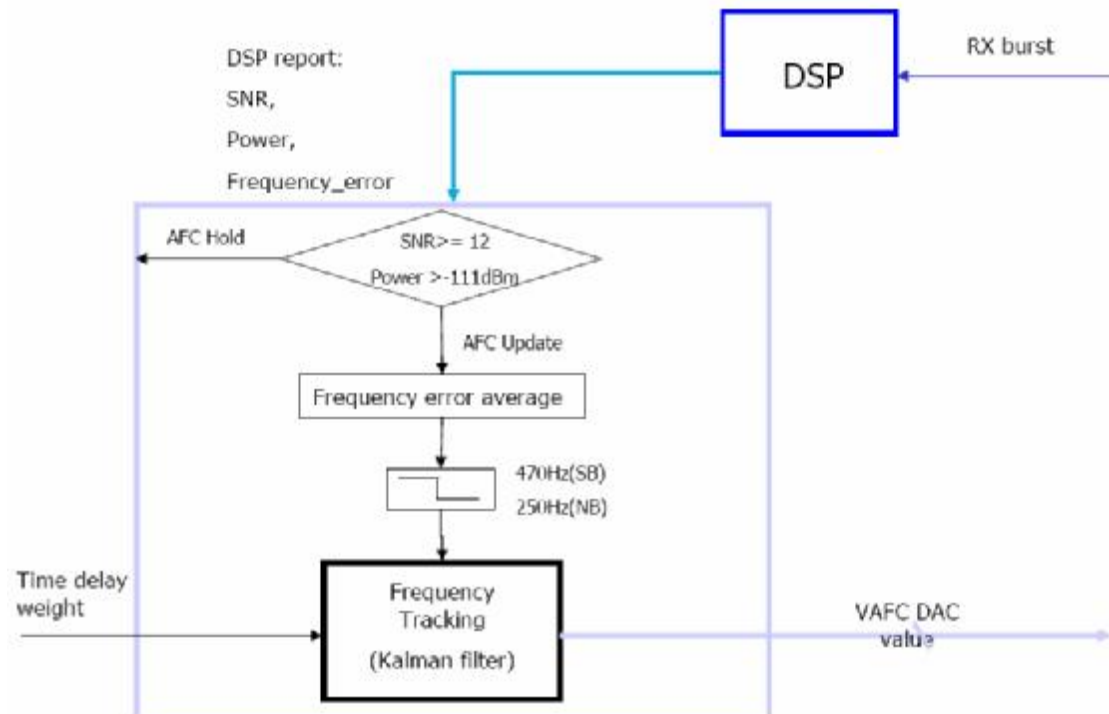 DSP report:
SNR,
Power,
Frequency_error
DSP
RX burst
AFC Hold
SNR>= 12
Power >-111dBm
AFC Update
Frequency error average
470Hz(SB)
250Hz(NB)
Time delay
weight
Frequency
Tracking
(Kalman filter)
VAFC DAC
value